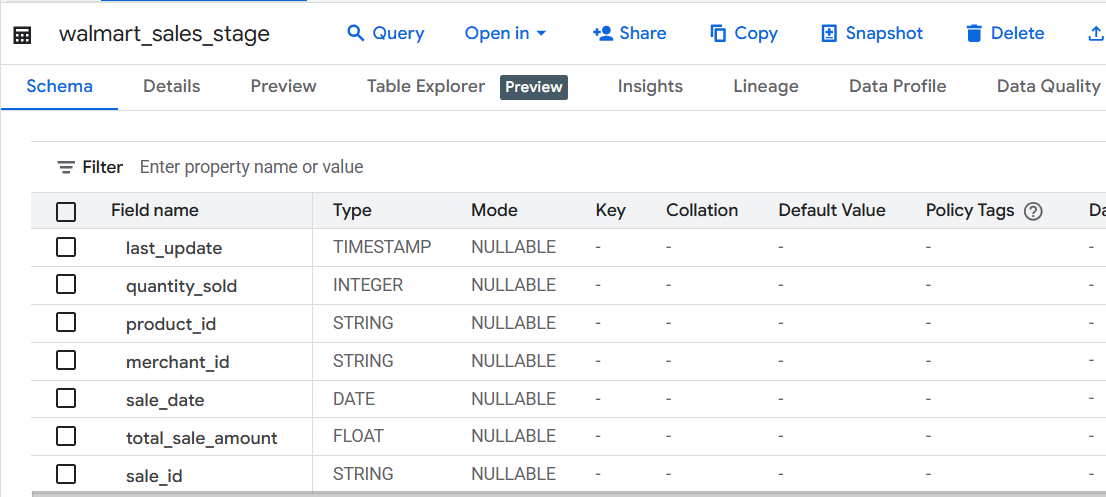 walmart_sales_stage Query Open in Share Copy Snapshot Delete
Schema Details Preview Table Explorer Preview Insights Lineage Data Profile Data Quality
Filter Enter property name or value
Field name Type Mode Key Collation Default Value Policy Tags ? Da
last_update TIMESTAMP NULLABLE - - - - -
quantity_sold INTEGER NULLABLE - - - - -
product_id STRING NULLABLE - - - - -
merchant_id STRING NULLABLE - - - - -
sale_date DATE NULLABLE - - - - -
total_sale_amount FLOAT NULLABLE - - - - -
sale_id STRING NULLABLE - - - - -